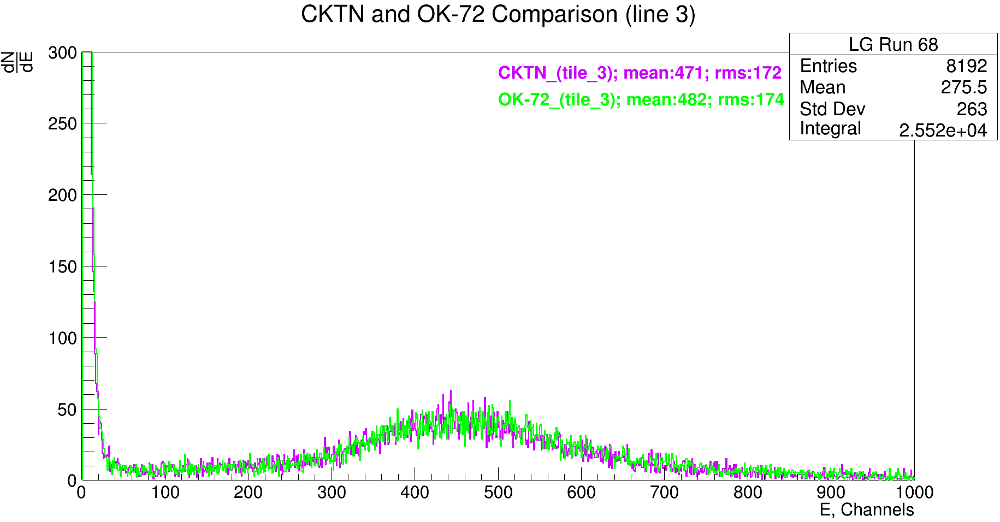 CKTN and OK-72 Comparison (line 3)
dN
dE
LG Run 68
Entries 8192
Mean 275.5
Std Dev 263
Integral 2.552e+04
CKTN_(tile_3); mean:471; rms:172
OK-72_(tile_3); mean:482; rms:174
300
250
200
150
100
50
0
0 100 200 300 400 500 600 700 800 900 1000
E, Channels